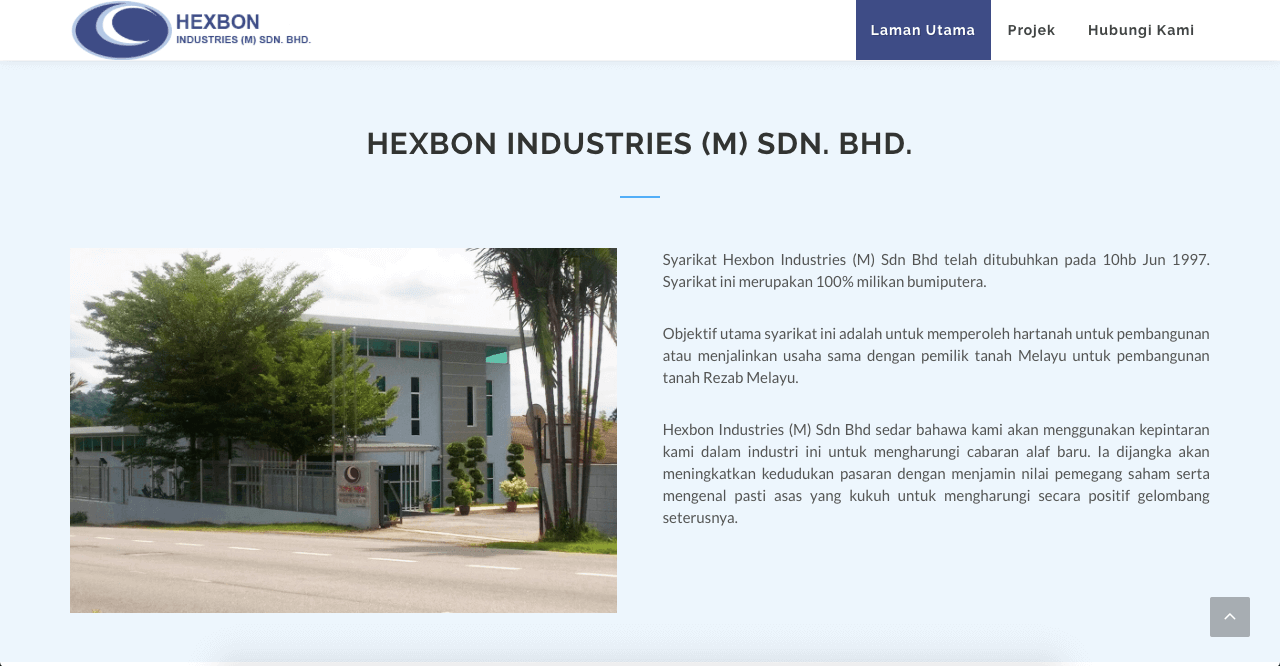 HEXBON
INDUSTRIES (M) SDN. BHD.
Laman Utama
Projek
Hubungi Kami
HEXBON INDUSTRIES (M) SDN. BHD.
Syarikat Hexbon Industries (M) Sdn Bhd telah ditubuhkan pada 10hb Jun 1997.
Syarikat ini merupakan 100% milikan bumiputera.
Objektif utama syarikat ini adalah untuk memperoleh hartanah untuk pembangunan
atau menjalinkan usaha sama dengan pemilik tanah Melayu untuk pembangunan
tanah Rezab Melayu.
Hexbon Industries (M) Sdn Bhd sedar bahawa kami akan menggunakan kepintaran
kami dalam industri ini untuk mengharungi cabaran alaf baru. Ia dijangka akan
meningkatkan kedudukan pasaran dengan menjamin nilai pemegang saham serta
mengenal pasti asas yang kukuh untuk mengharungi secara positif gelombang
seterusnya.